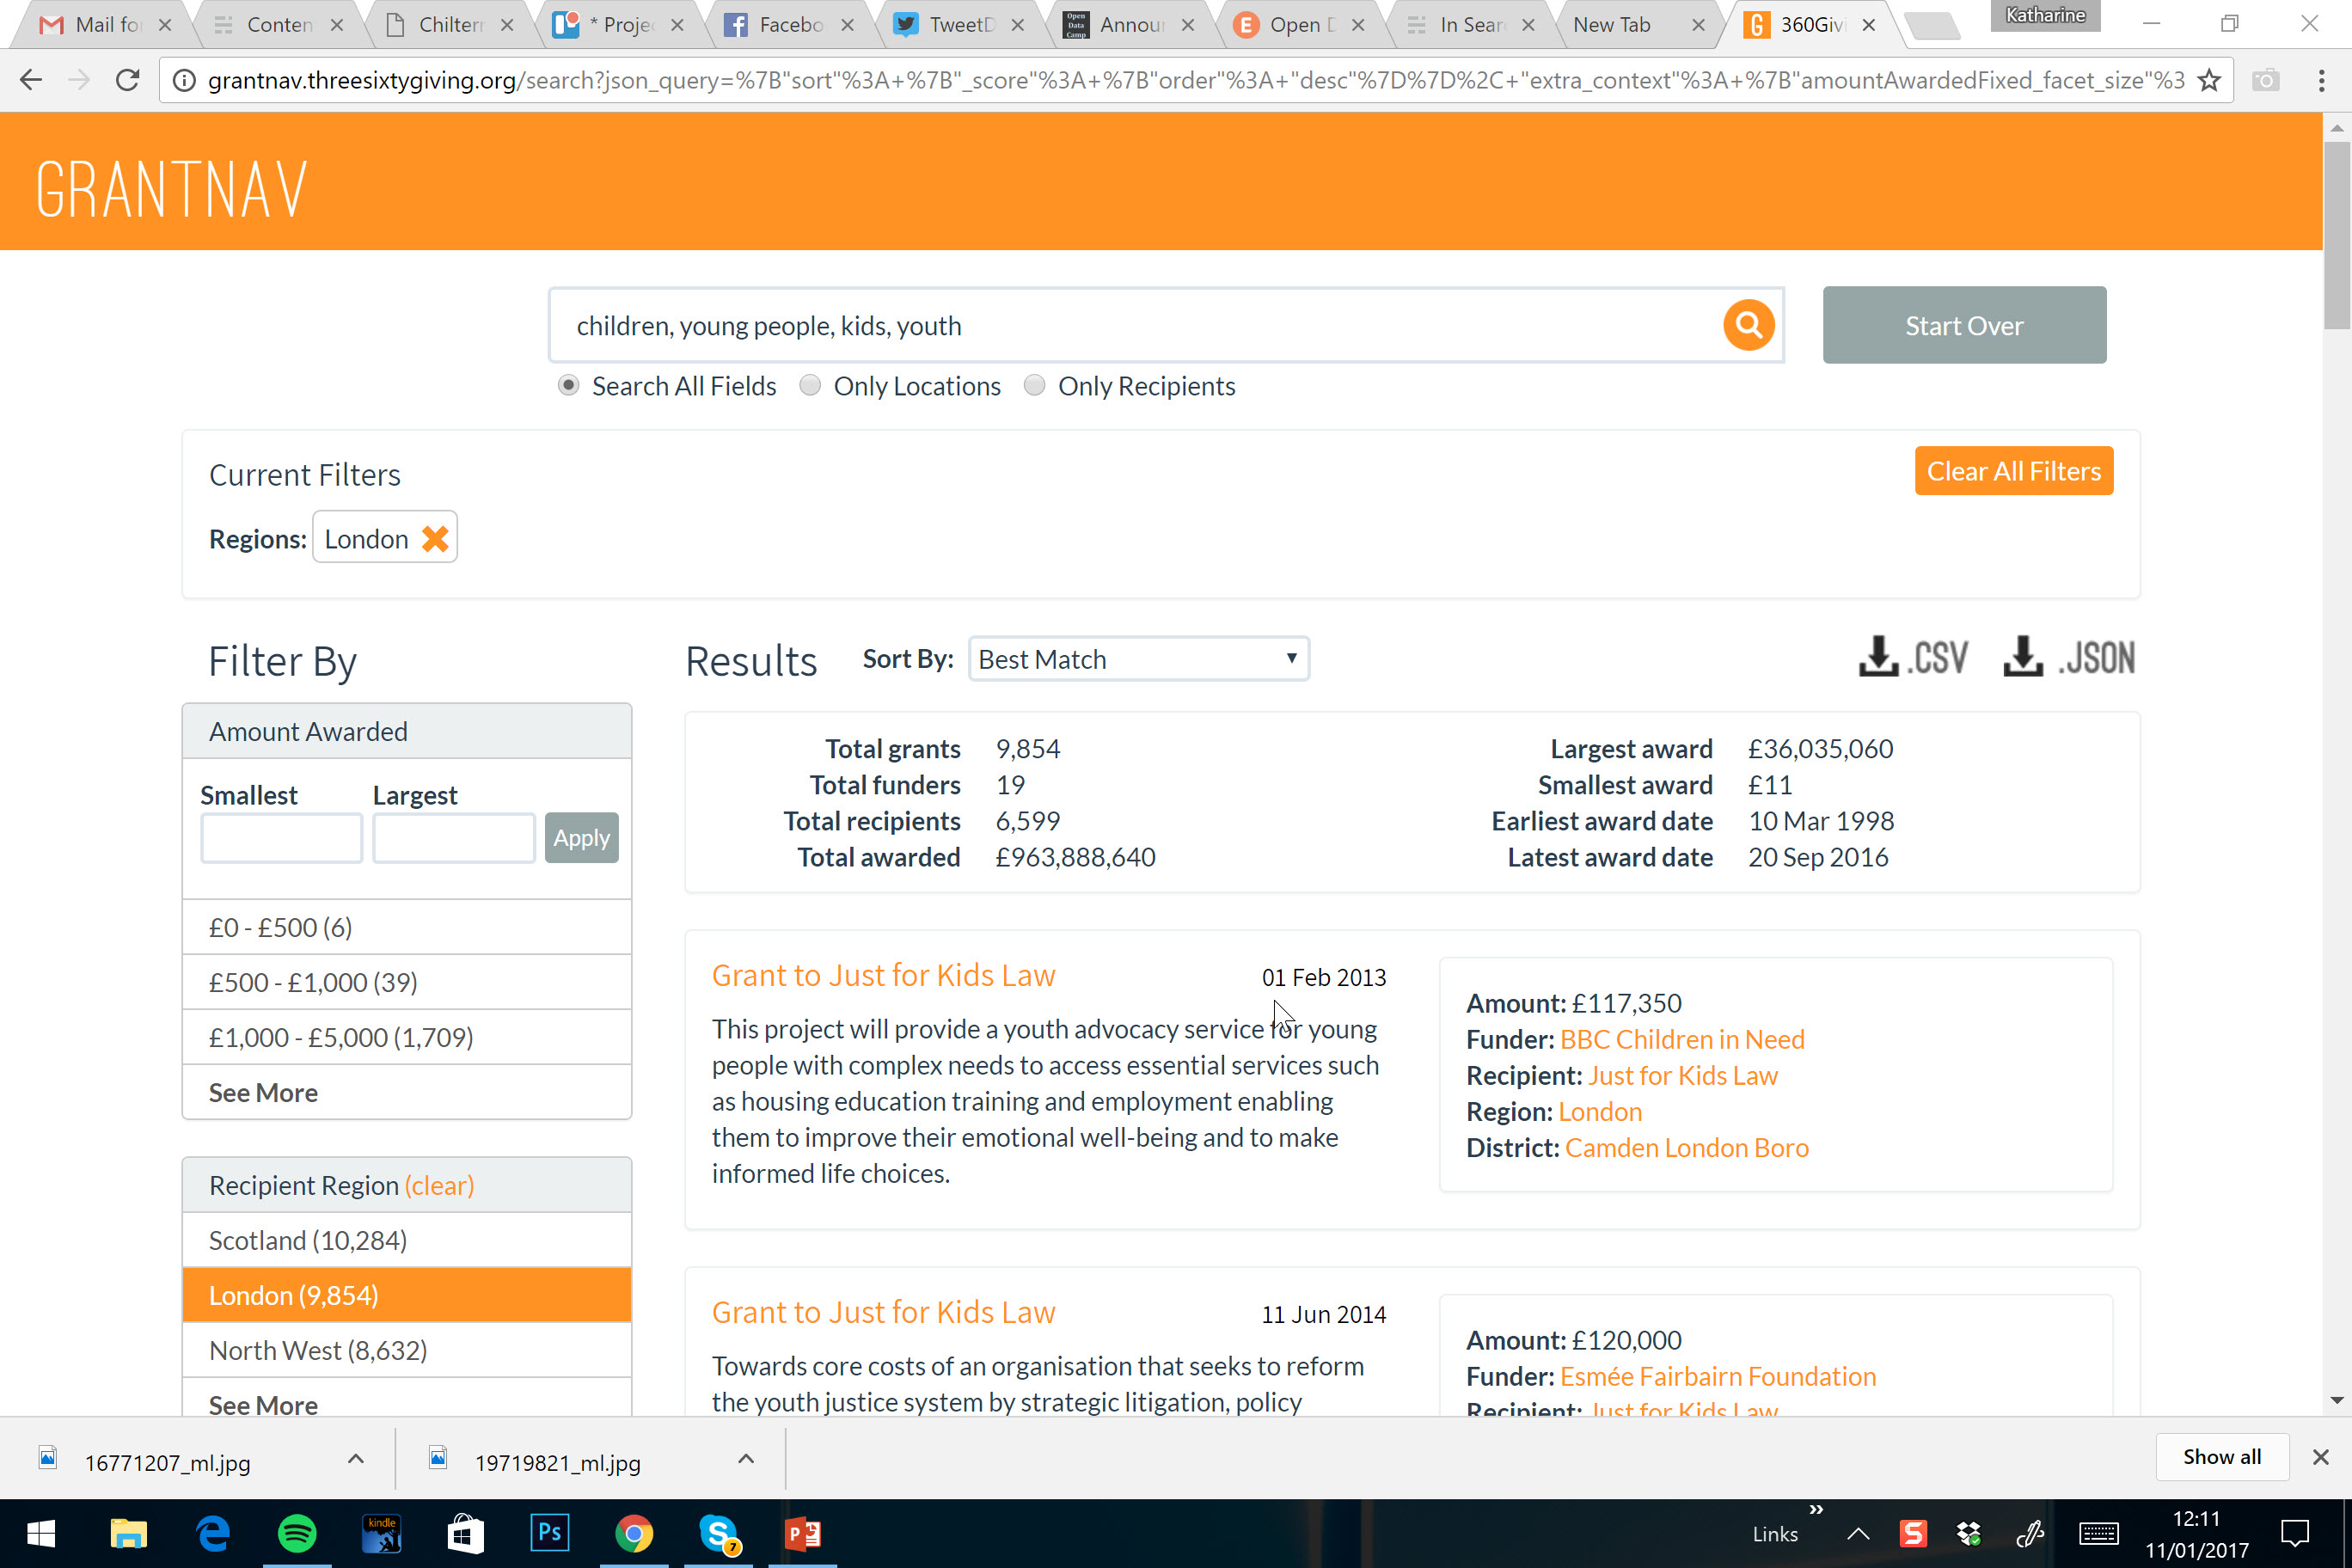 Mail fo
Conten
Chilter
* Proje
Facebo
TweetD
Open Data Camp
Annou
Open D
In Sear
New Tab
360Giv
Katharine
grantnav.threesixtygiving.org/search?json_query=%7B"sort"%3A+%7B"_score"%3A+%7B"order"%3A+"desc"%7D%7D%2C+"extra_context"%3A+%7B"amountAwardedFixed_facet_size"%3
GRANTNAV
children, young people, kids, youth
Start Over
Search All Fields Only Locations Only Recipients
Current Filters
Clear All Filters
Regions: London
Filter By
Results Sort By: Best Match
.CSV .JSON
Amount Awarded
Smallest Largest
Apply
£0 - £500 (6)
£500 - £1,000 (39)
£1,000 - £5,000 (1,709)
See More
Recipient Region (clear)
Scotland (10,284)
London (9,854)
North West (8,632)
See More
Total grants 9,854
Total funders 19
Total recipients 6,599
Total awarded £963,888,640
Largest award £36,035,060
Smallest award £11
Earliest award date 10 Mar 1998
Latest award date 20 Sep 2016
Grant to Just for Kids Law 01 Feb 2013
This project will provide a youth advocacy service for young
people with complex needs to access essential services such
as housing education training and employment enabling
them to improve their emotional well-being and to make
informed life choices.
Amount: £117,350
Funder: BBC Children in Need
Recipient: Just for Kids Law
Region: London
District: Camden London Boro
Grant to Just for Kids Law 11 Jun 2014
Towards core costs of an organisation that seeks to reform
the youth justice system by strategic litigation, policy
Amount: £120,000
Funder: Esmée Fairbairn Foundation
Recipient: Just for Kids Law
16771207_ml.jpg
19719821_ml.jpg
Show all
kindle
Ps
7
Links
12:11
11/01/2017